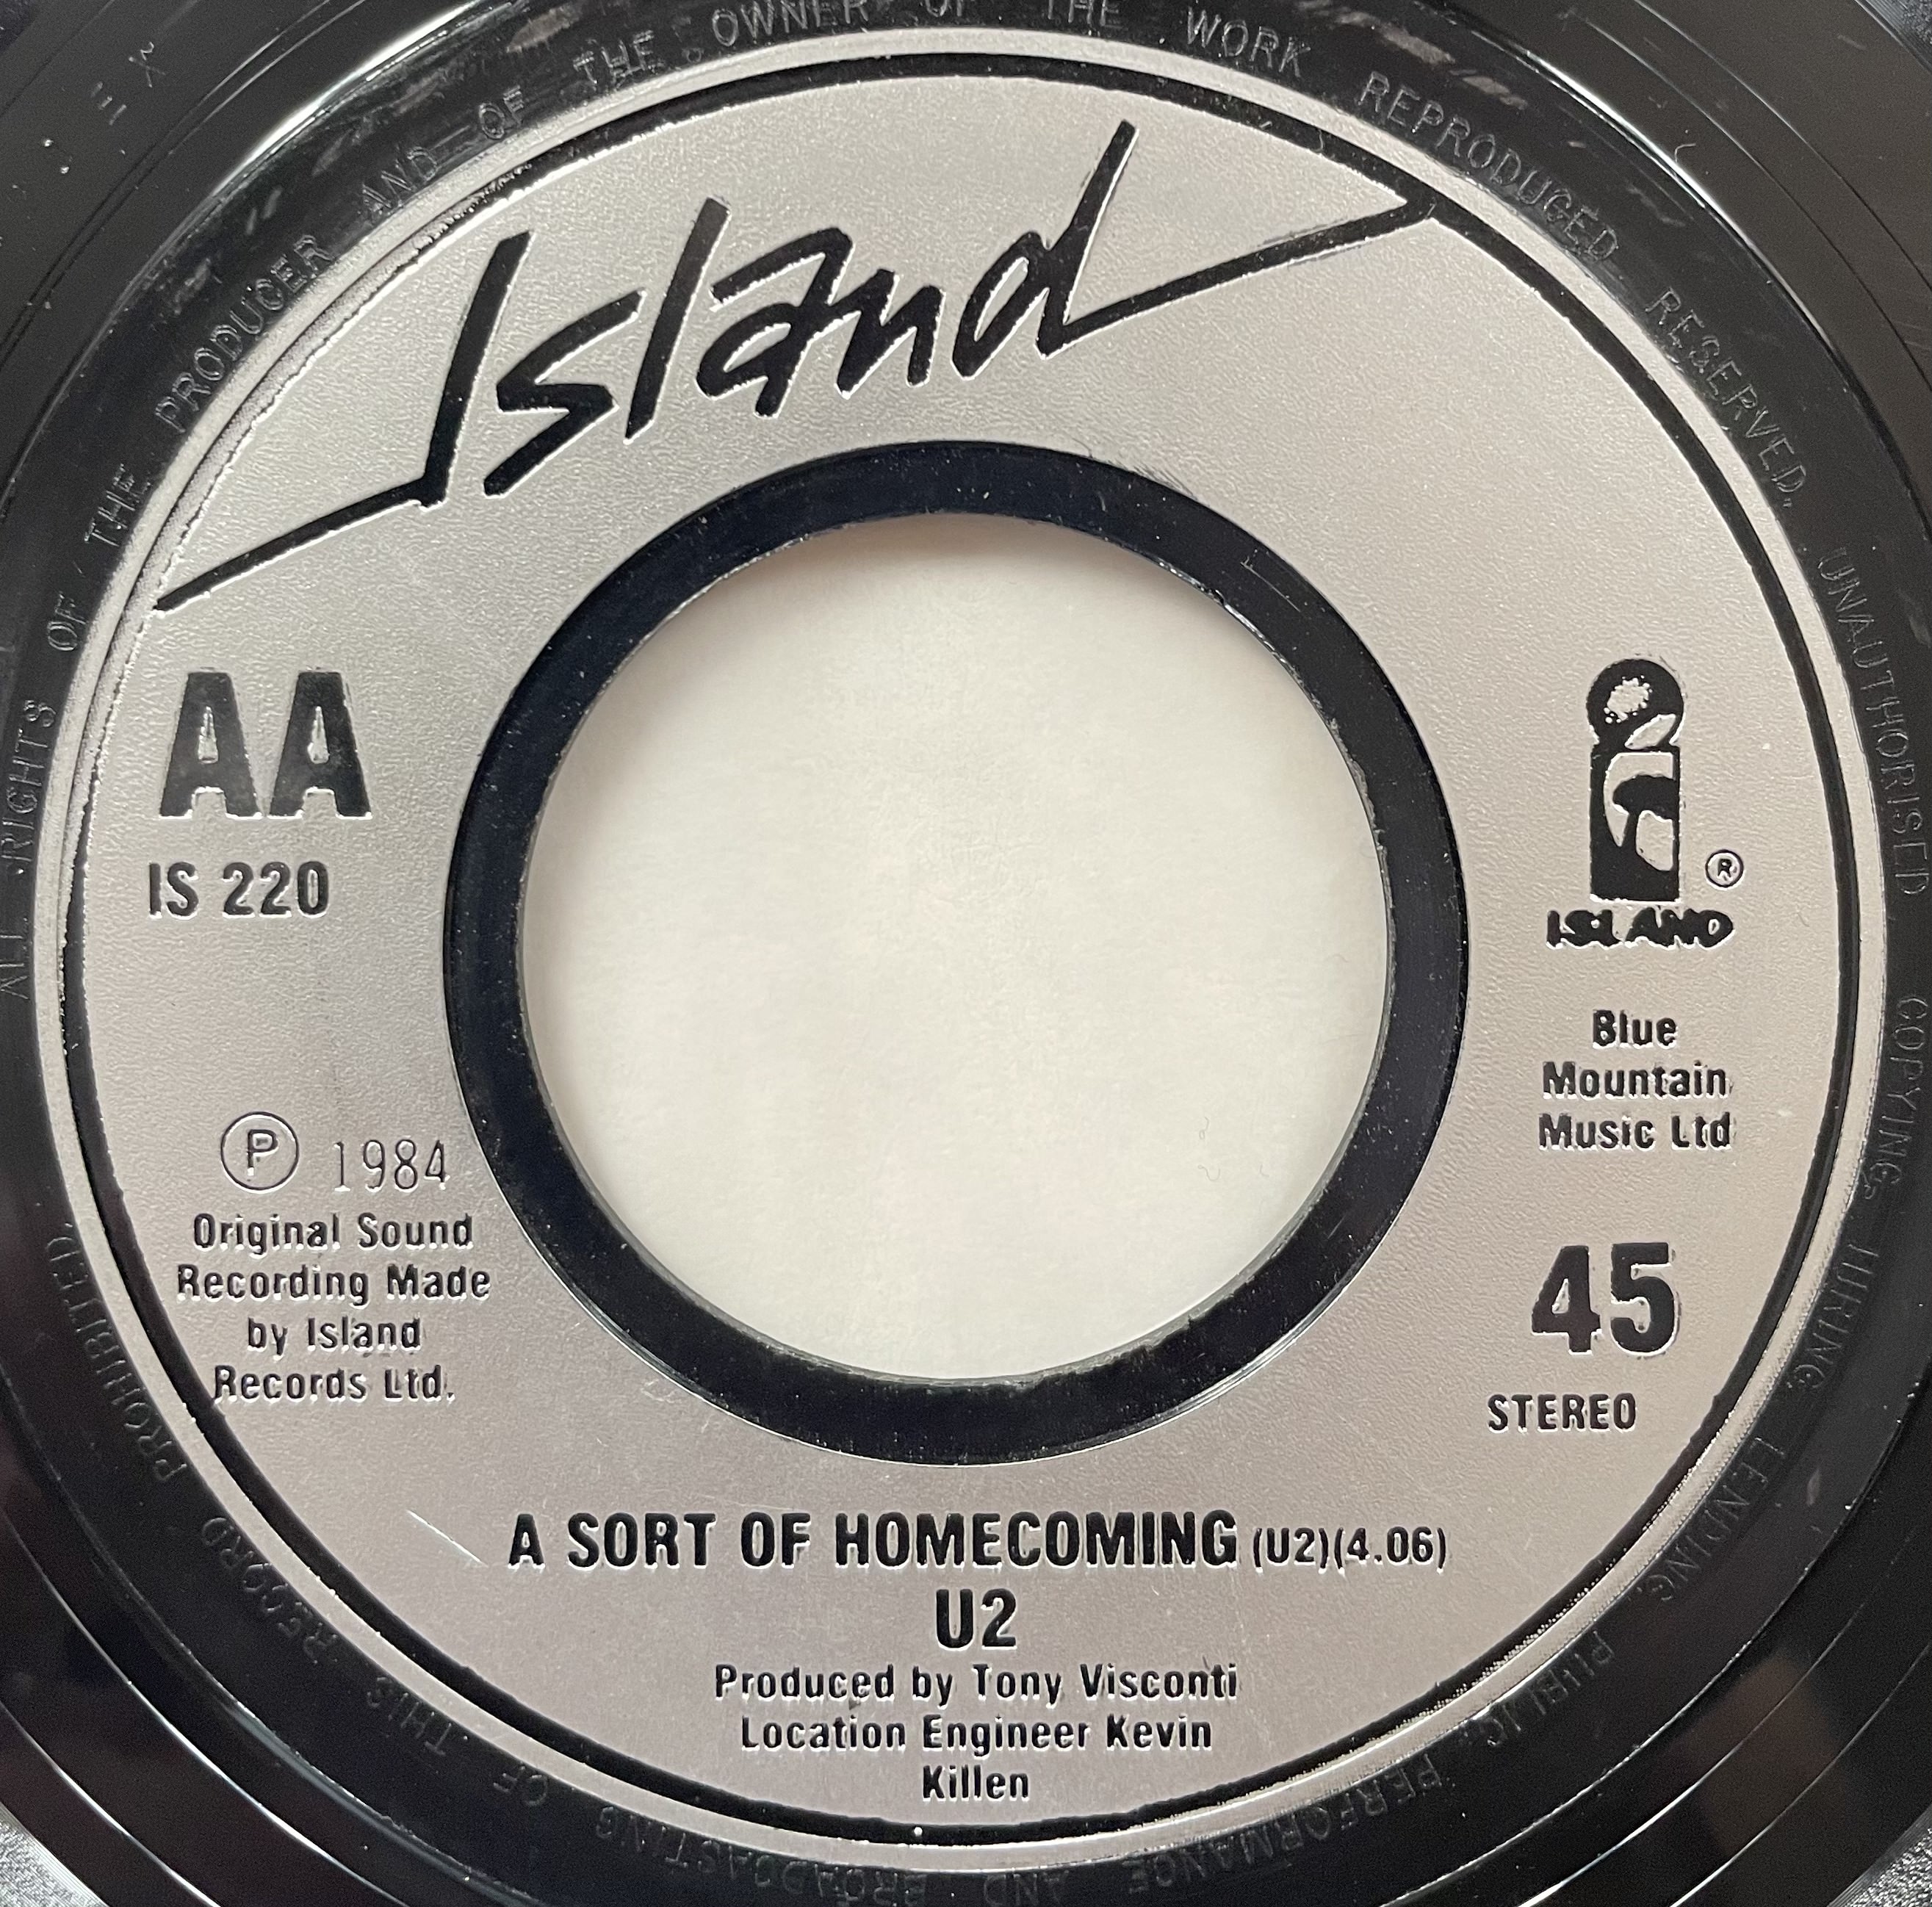 Island
AA
IS 220
ISLAND
®
Blue
Mountain
Music Ltd
Ⓟ 1984
Original Sound
Recording Made
by Island
Records Ltd.
45
STEREO
A SORT OF HOMECOMING (U2)(4.06)
U2
Produced by Tony Visconti
Location Engineer Kevin
Killen
ALL RIGHTS OF THE PRODUCER AND OF THE OWNER OF THE WORK REPRODUCED RESERVED. UNAUTHORISED COPYING, HIRING, LENDING, PUBLIC PERFORMANCE AND BROADCASTING OF THIS RECORD PROHIBITED